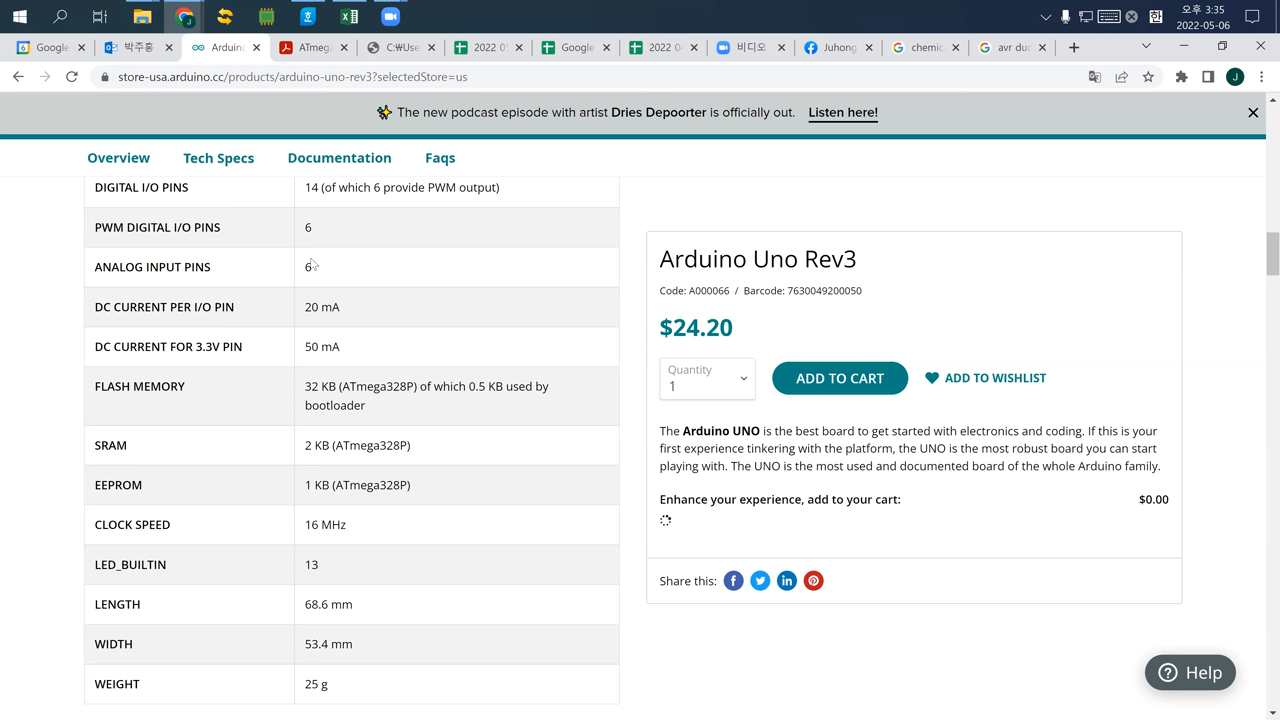 오후 3:35
한
2022-05-06
Google
박주홍
Arduin
ATmeg
C:₩Use
2022 0
Google
2022 0
비디오
Juhong
chemic
avr du
store-usa.arduino.cc/products/arduino-uno-rev3?selectedStore=us
J
The new podcast episode with artist Dries Depoorter is officially out. Listen here!
Overview Tech Specs Documentation Faqs
DIGITAL I/O PINS 14 (of which 6 provide PWM output)
PWM DIGITAL I/O PINS 6
ANALOG INPUT PINS 6
DC CURRENT PER I/O PIN 20 mA
DC CURRENT FOR 3.3V PIN 50 mA
FLASH MEMORY 32 KB (ATmega328P) of which 0.5 KB used by
bootloader
SRAM 2 KB (ATmega328P)
EEPROM 1 KB (ATmega328P)
CLOCK SPEED 16 MHz
LED_BUILTIN 13
LENGTH 68.6 mm
WIDTH 53.4 mm
WEIGHT 25 g
Arduino Uno Rev3
Code: A000066 / Barcode: 7630049200050
$24.20
Quantity
1
ADD TO CART
ADD TO WISHLIST
The Arduino UNO is the best board to get started with electronics and coding. If this is your
first experience tinkering with the platform, the UNO is the most robust board you can start
playing with. The UNO is the most used and documented board of the whole Arduino family.
Enhance your experience, add to your cart: $0.00
Share this:
Help